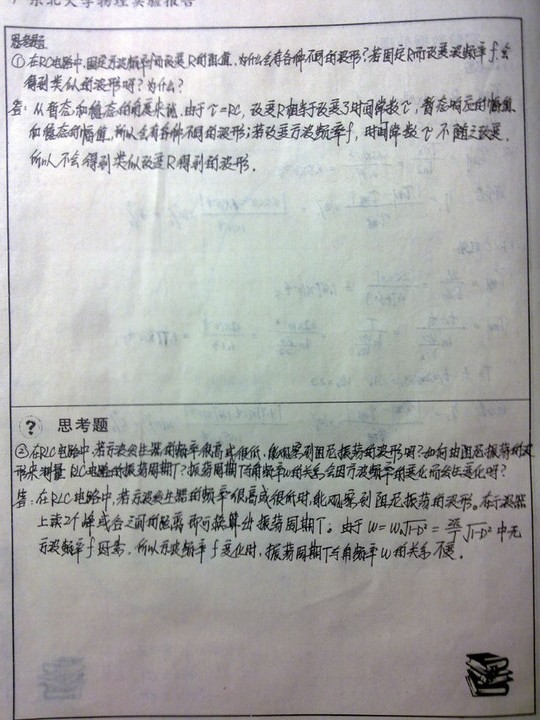 东北大学物理实验报告
思考题
① 在RC电路中,固定方波频率f而改变R的阻值,为什么会有各种不同的波形?若固定R而改变方波频率f,会
得到类似的波形吗?为什么?
答:从暂态和稳态的角度来说,由于τ=RC,改变R相当于改变了时间常数τ,暂态响应的幅值
和稳态的幅值,所以会有各种不同的波形;若改变方波频率f,时间常数τ不随之改变,
所以不会得到类似改变R得到的波形.
? 思考题
② 在RLC电路中,若方波发生器的频率很高或很低,能观察到阻尼振荡的波形吗?如何由阻尼振荡的波
形来测量RLC电路的振荡周期T?振荡周期T与角频率ω的关系会因方波频率的变化而发生变化吗?
答:在RLC电路中,若方波发生器的频率很高或很低时,能观察到阻尼振荡的波形。在示波器
上读2个峰或谷之间的距离即可换算出振荡周期T。由于W=W√1-D² = 2π/T √1-D² 中无
方波频率f因素,所以方波频率f变化时,振荡周期T与角频率ω的关系不变。